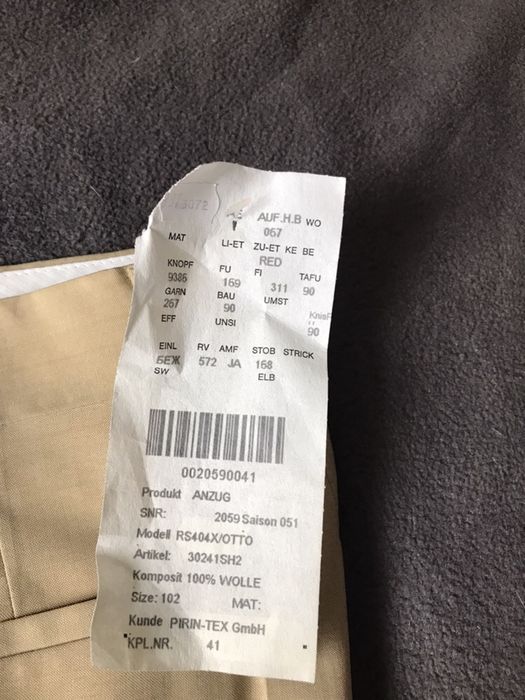 AUF.H.B WO
067
MAT LI-ET ZU-ET KE BE
RED
KNOPF FU FI TAFU
9386 169 311 90
GARN BAU UMST
267 90
EFF UNSI 90
EINL RV AMF STOB STRICK
БЕЖ 572 JA 168
SW ELB
0020590041
Produkt ANZUG
SNR: 2059 Saison 051
Modell RS404X/OTTO
Artikel: 30241SH2
Komposit 100% WOLLE
Size: 102 MAT:
Kunde PIRIN-TEX GmbH
KPL.NR. 41